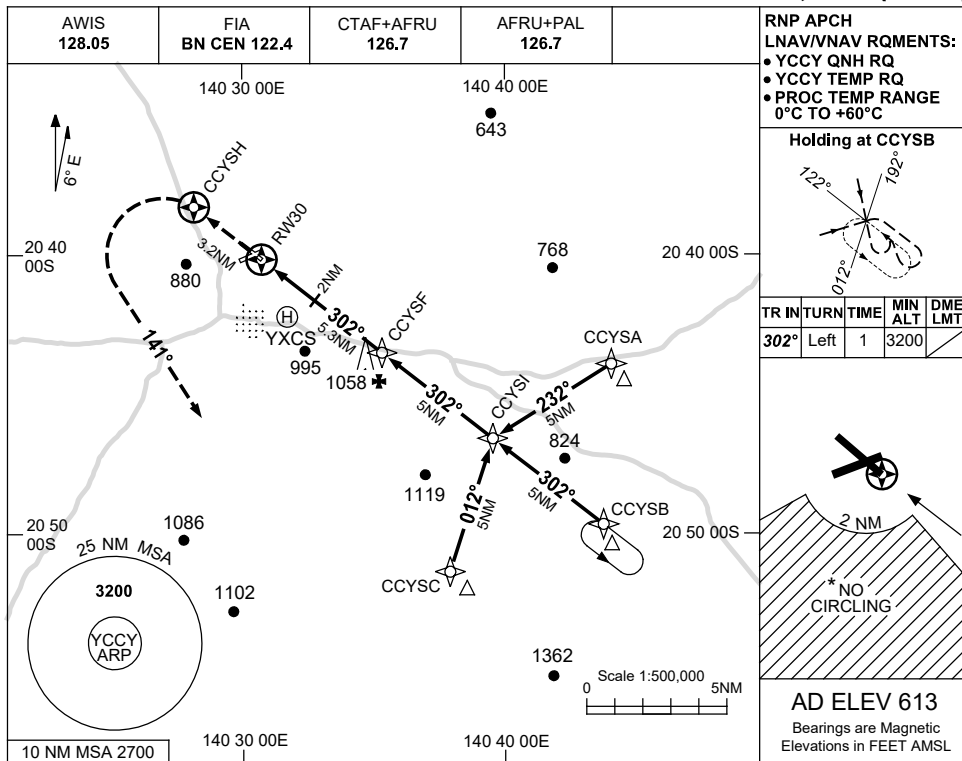 AWIS
128.05
FIA
BN CEN 122.4
CTAF+AFRU
126.7
AFRU+PAL
126.7
RNP APCH
LNAV/VNAV RQMENTS:
• YCCY QNH RQ
• YCCY TEMP RQ
• PROC TEMP RANGE
0°C TO +60°C
140 30 00E
140 40 00E
643
6° E
CCYSH
RW30
3.2NM
20 40
00S
880
2NM
768
20 40 00S
302°
5.3NM
CCYSF
H
YXCS
995
1058
141°
CCYSA
CCYSI
232°
5NM
302°
5NM
824
1119
302°
5NM
012°
5NM
CCYSB
CCYSC
20 50
00S
20 50 00S
1086
25 NM MSA
3200
YCCY
ARP
1102
1362
Scale 1:500,000
0
5NM
10 NM MSA 2700
140 30 00E
140 40 00E
Holding at CCYSB
122°
192°
012°
TR IN
TURN
TIME
MIN
ALT
DME
LMT
302°
Left
1
3200
2 NM
* NO
CIRCLING
AD ELEV 613
Bearings are Magnetic
Elevations in FEET AMSL